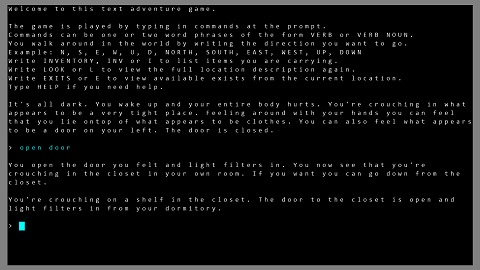 Welcome to this text adventure game.
The game is played by typing in commands at the prompt.
Commands can be one or two word phrases of the form VERB or VERB NOUN.
You walk around in the world by writing the direction you want to go.
Example: N, S, E, W, U, D, NORTH, SOUTH, EAST, WEST, UP, DOWN
Write INVENTORY, INV or I to list items you are carrying.
Write LOOK or L to view the full location description again.
Write EXITS or E to view available exists from the current location.
Type HELP if you need help.
It's all dark. You wake up and your entire body hurts. You're crouching in what
appears to be a very tight place. Feeling around with your hands you can feel
that you lie ontop of what appears to be clothes. You can also feel what appears
to be a door on your left. The door is closed.
> open door
You open the door you felt and light filters in. You now see that you're
crouching in the closet in your own room. If you want you can go down from the
closet.
You're crouching on a shelf in the closet. The door to the closet is open and
light filters in from your dormitory.
>